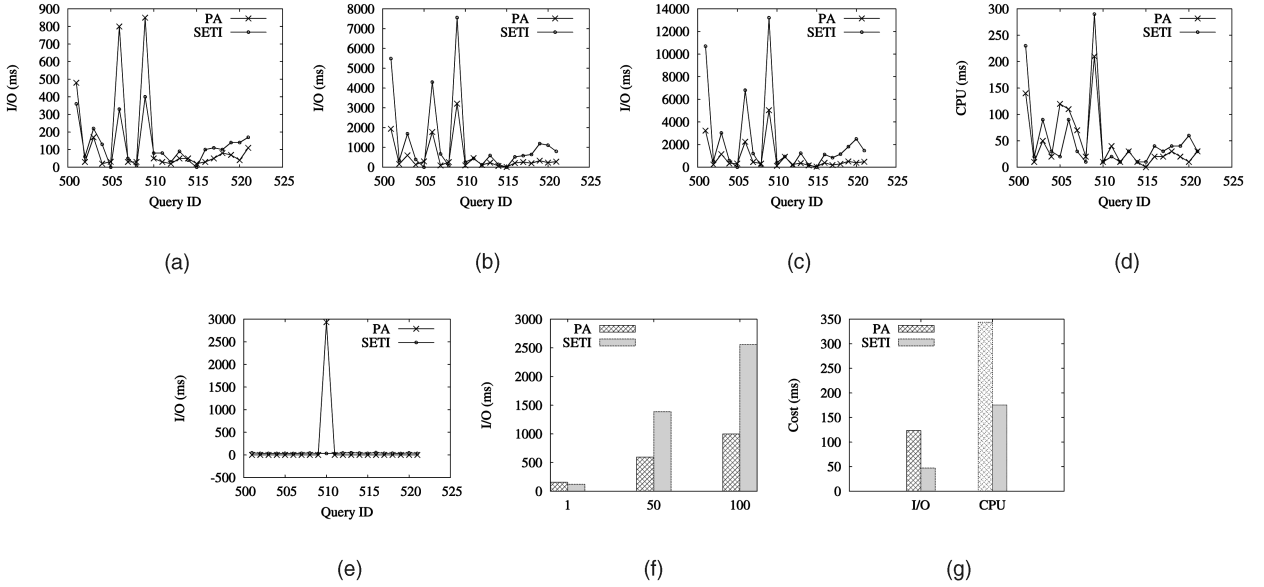 900
800
700
600
500
400
300
200
100
0
I/O (ms)
PA
SETI
500 505 510 515 520 525
Query ID
(a)
8000
7000
6000
5000
4000
3000
2000
1000
0
I/O (ms)
PA
SETI
500 505 510 515 520 525
Query ID
(b)
14000
12000
10000
8000
6000
4000
2000
0
I/O (ms)
PA
SETI
500 505 510 515 520 525
Query ID
(c)
300
250
200
150
100
50
0
CPU (ms)
PA
SETI
500 505 510 515 520 525
Query ID
(d)
3000
2500
2000
1500
1000
500
0
-500
I/O (ms)
PA
SETI
500 505 510 515 520 525
Query ID
(e)
3000
2500
2000
1500
1000
500
0
I/O (ms)
PA
SETI
1 50 100
(f)
350
300
250
200
150
100
50
0
Cost (ms)
PA
SETI
I/O CPU
(g)